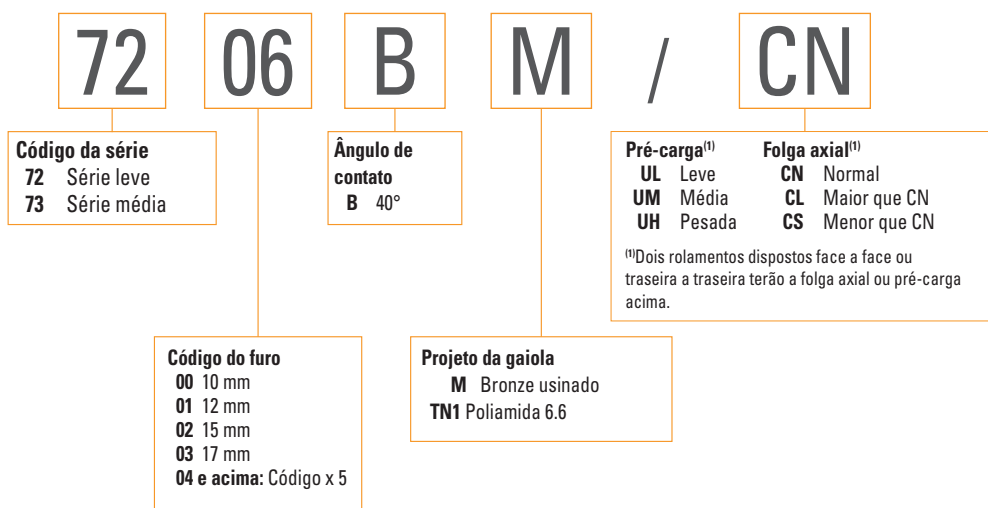 72 06 B M / CN
Código da série
72 Série leve
73 Série média
Ângulo de
contato
B 40°
Pré-carga(1) Folga axial(1)
UL Leve CN Normal
UM Média CL Maior que CN
UH Pesada CS Menor que CN
(1)Dois rolamentos dispostos face a face ou
traseira a traseira terão a folga axial ou pré-carga
acima.
Código do furo
00 10 mm
01 12 mm
02 15 mm
03 17 mm
04 e acima: Código x 5
Projeto da gaiola
M Bronze usinado
TN1 Poliamida 6.6